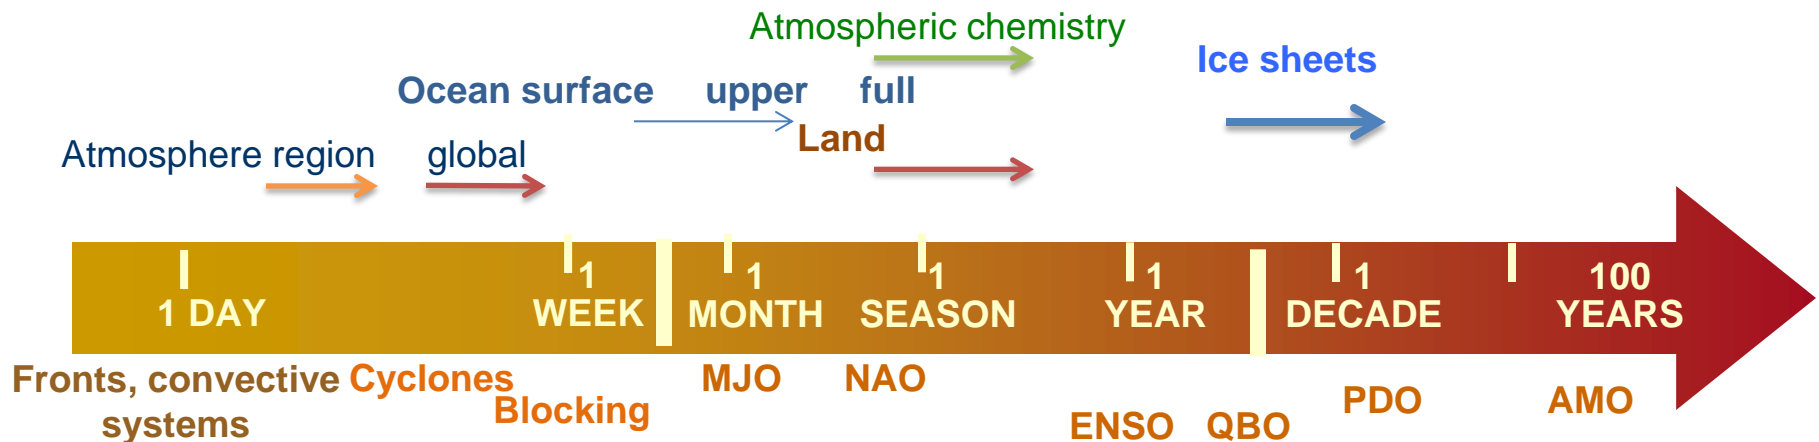 Atmospheric chemistry
Ice sheets
Ocean surface upper full
Land
Atmosphere region global
1 DAY
1
WEEK
1
MONTH
1
SEASON
1
YEAR
1
DECADE
100
YEARS
Fronts, convective
systems
Cyclones
Blocking
MJO
NAO
ENSO
QBO
PDO
AMO